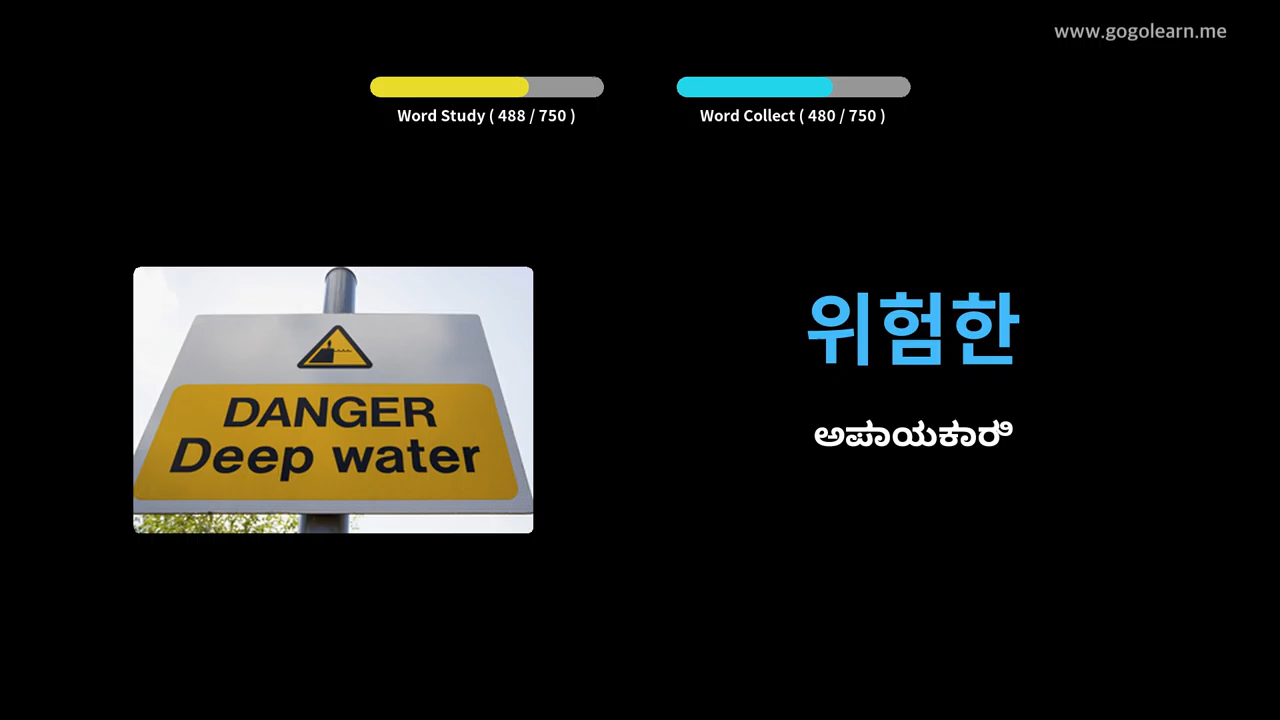 www.gogolearn.me
Word Study ( 488 / 750 )
Word Collect ( 480 / 750 )
DANGER
Deep water
위험한
ಅಪಾಯಕಾರಿ